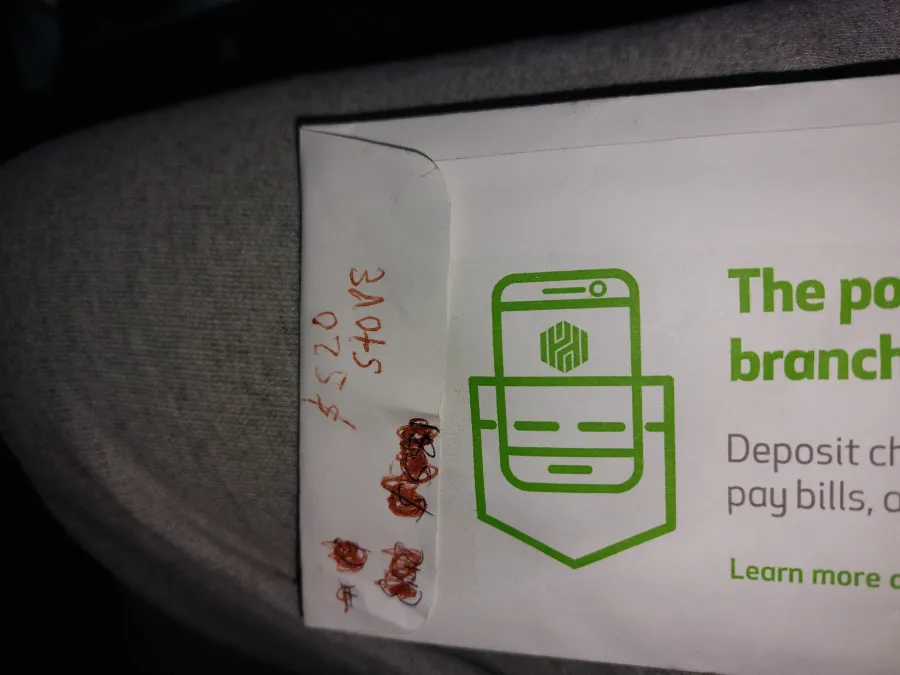 $520
stove
The po
branch
Deposit ch
pay bills, a
Learn more o